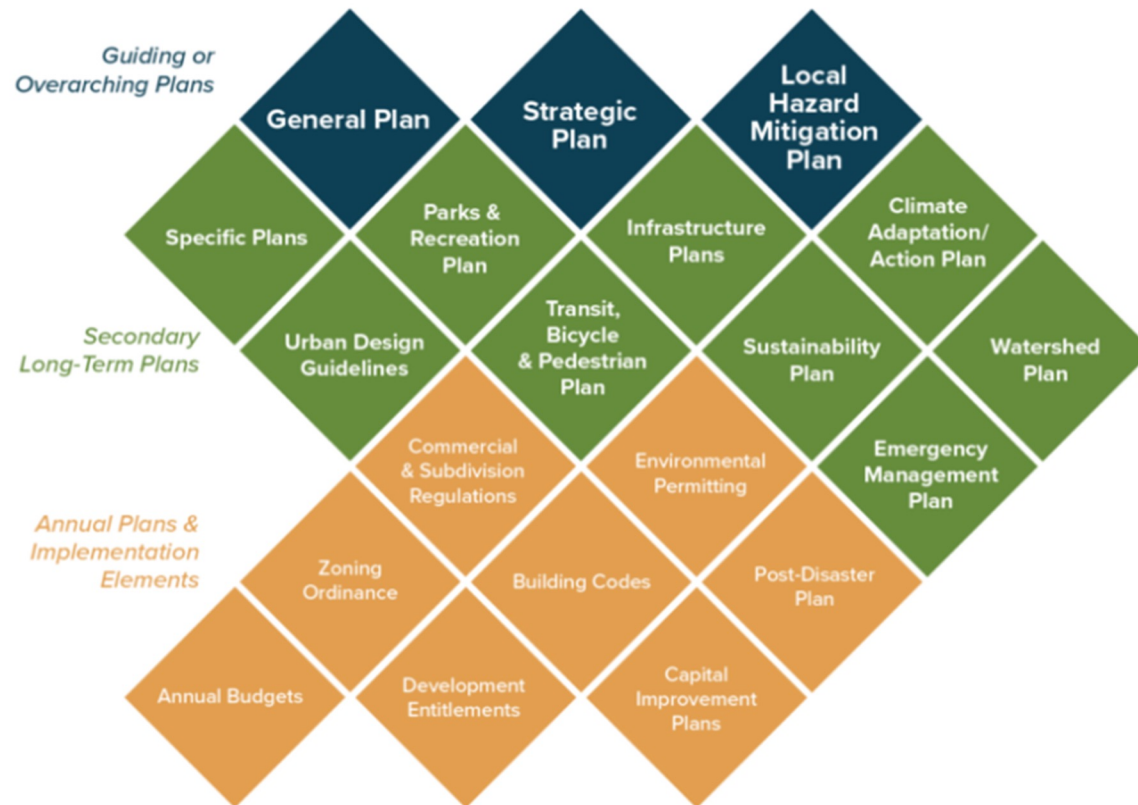 Guiding or
Overarching Plans
General Plan
Strategic
Plan
Local
Hazard
Mitigation
Plan
Specific Plans
Parks &
Recreation
Plan
Infrastructure
Plans
Climate
Adaptation/
Action Plan
Secondary
Long-Term Plans
Urban Design
Guidelines
Transit,
Bicycle
& Pedestrian
Plan
Sustainability
Plan
Watershed
Plan
Commercial
& Subdivision
Regulations
Environmental
Permitting
Emergency
Management
Plan
Annual Plans &
Implementation
Elements
Zoning
Ordinance
Building Codes
Post-Disaster
Plan
Annual Budgets
Development
Entitlements
Capital
Improvement
Plans